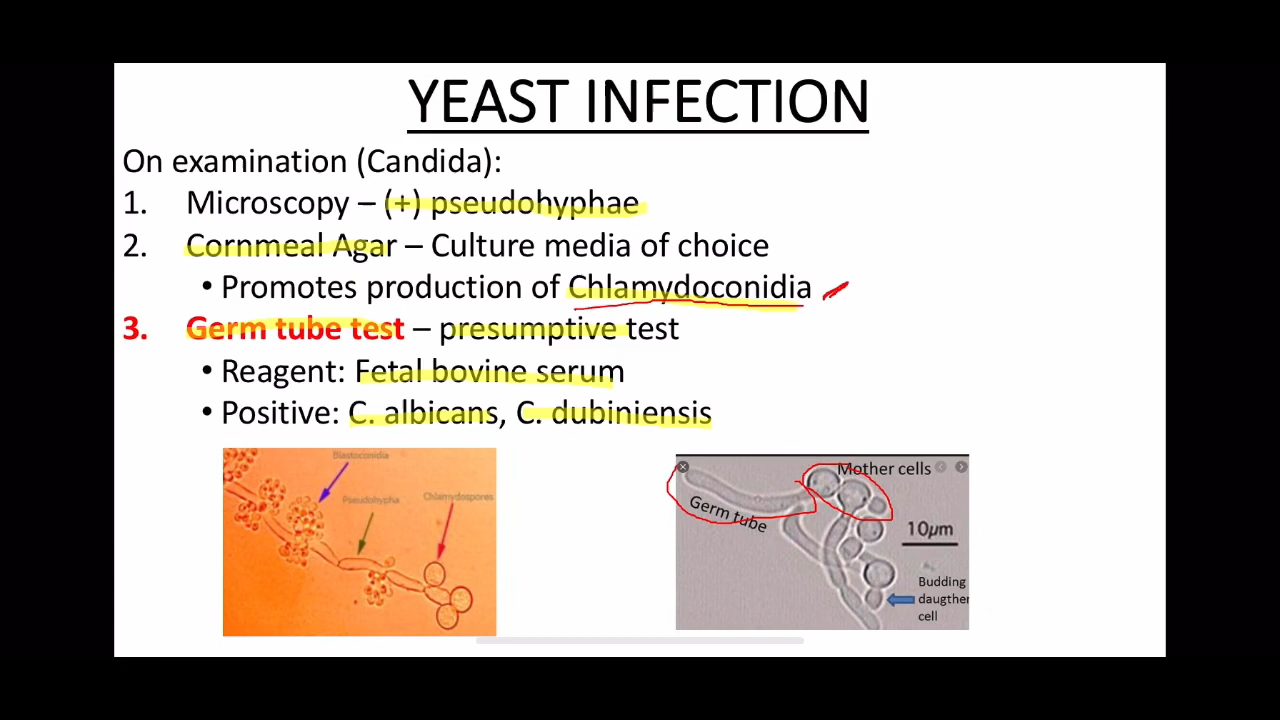 YEAST INFECTION
On examination (Candida):
1. Microscopy – (+) pseudohyphae
2. Cornmeal Agar – Culture media of choice
• Promotes production of Chlamydoconidia
3. Germ tube test – presumptive test
• Reagent: Fetal bovine serum
• Positive: C. albicans, C. dubiniensis
Blastoconidia
Pseudohypha
Chlamydospores
Mother cells
Germ tube
10μm
Budding
daugther
cell